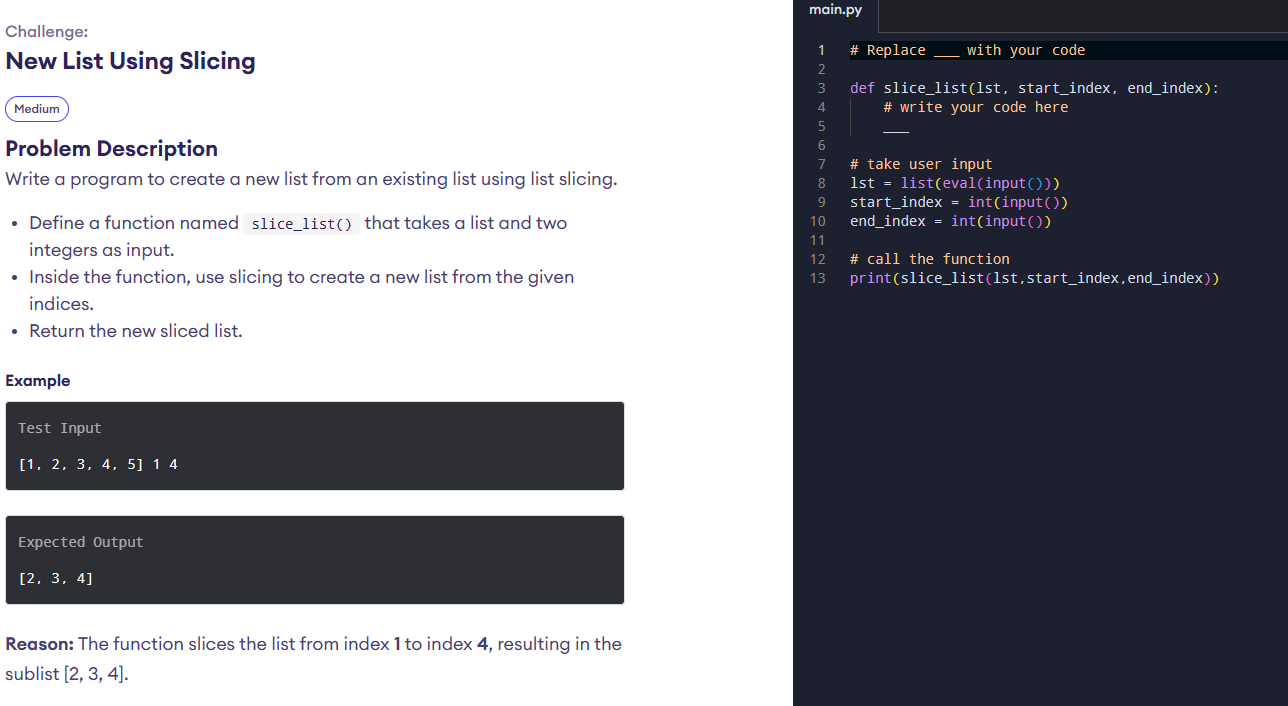 Challenge:
New List Using Slicing
Medium
Problem Description
Write a program to create a new list from an existing list using list slicing.
• Define a function named slice_list() that takes a list and two
integers as input.
• Inside the function, use slicing to create a new list from the given
indices.
• Return the new sliced list.
Example
Test Input
[1, 2, 3, 4, 5] 1 4
Expected Output
[2, 3, 4]
Reason: The function slices the list from index 1 to index 4, resulting in the
sublist [2, 3, 4].
main.py
1 # Replace ___ with your code
2
3 def slice_list(lst, start_index, end_index):
4     # write your code here
5     ___
6
7 # take user input
8 lst = list(eval(input()))
9 start_index = int(input())
10 end_index = int(input())
11
12 # call the function
13 print(slice_list(lst,start_index,end_index))